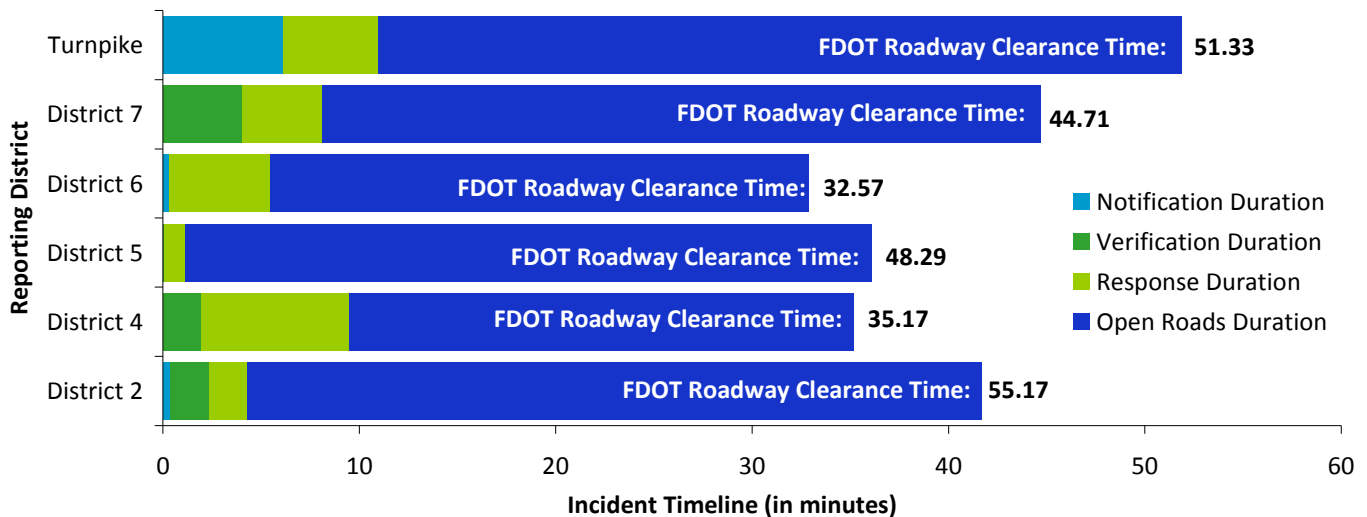 Turnpike
FDOT Roadway Clearance Time: 51.33
District 7
FDOT Roadway Clearance Time: 44.71
District 6
FDOT Roadway Clearance Time: 32.57
District 5
FDOT Roadway Clearance Time: 48.29
District 4
FDOT Roadway Clearance Time: 35.17
District 2
FDOT Roadway Clearance Time: 55.17
Reporting District
Notification Duration
Verification Duration
Response Duration
Open Roads Duration
0 10 20 30 40 50 60
Incident Timeline (in minutes)